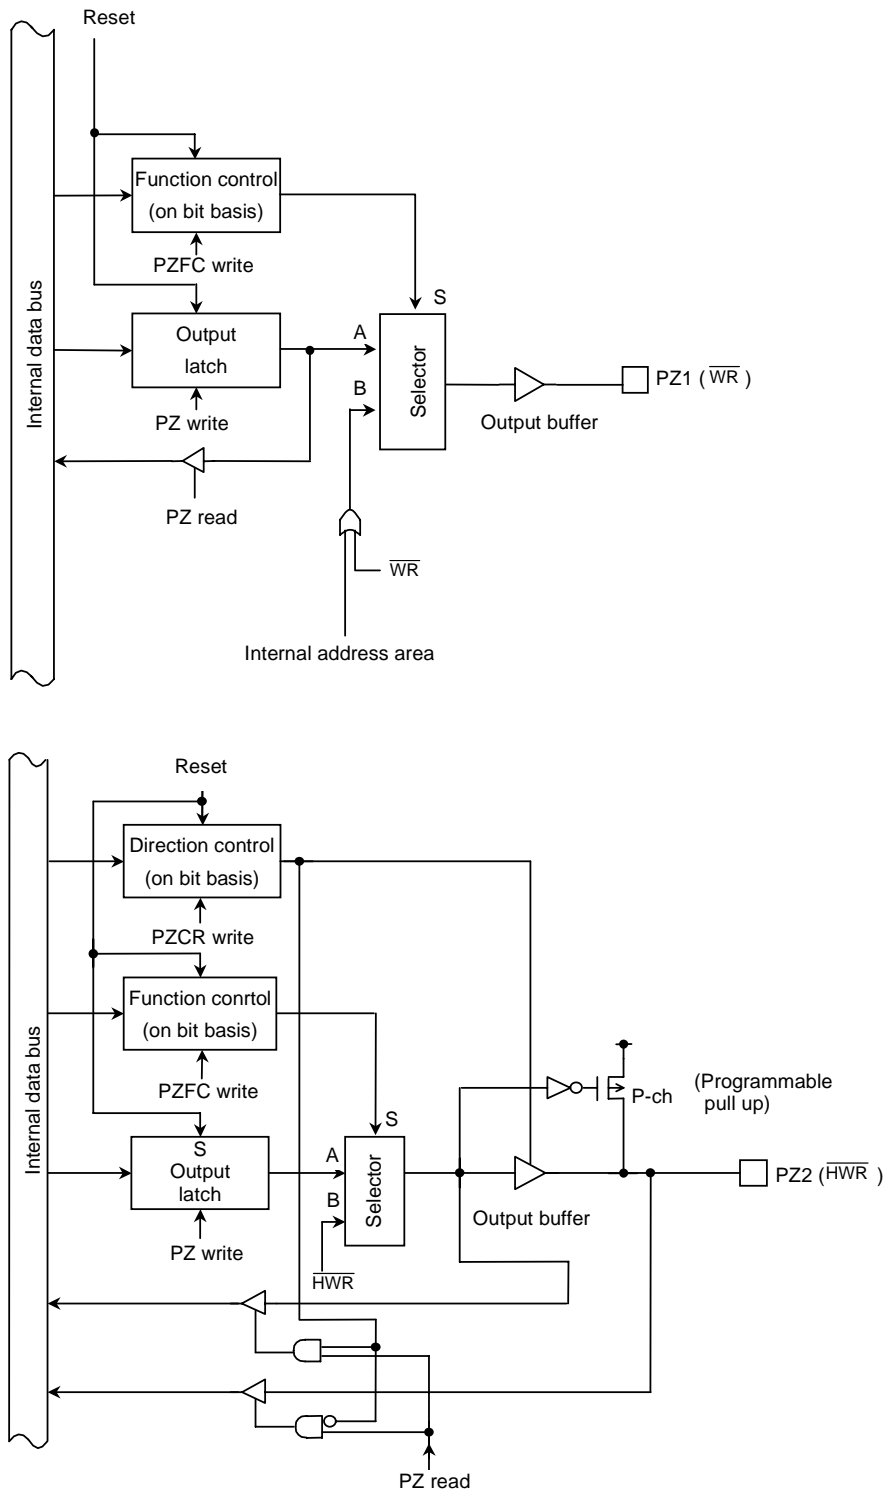 Reset
Function control
(on bit basis)
PZFC write
Internal data bus
S
Output
latch
A
B
Selector
PZ1 ( WR )
Output buffer
PZ write
PZ read
WR
Internal address area
Reset
Direction control
(on bit basis)
PZCR write
Function conrtol
(on bit basis)
PZFC write
Internal data bus
P-ch
(Programmable
pull up)
S
S
Output
latch
A
B
Selector
PZ2 ( HWR )
Output buffer
PZ write
HWR
PZ read